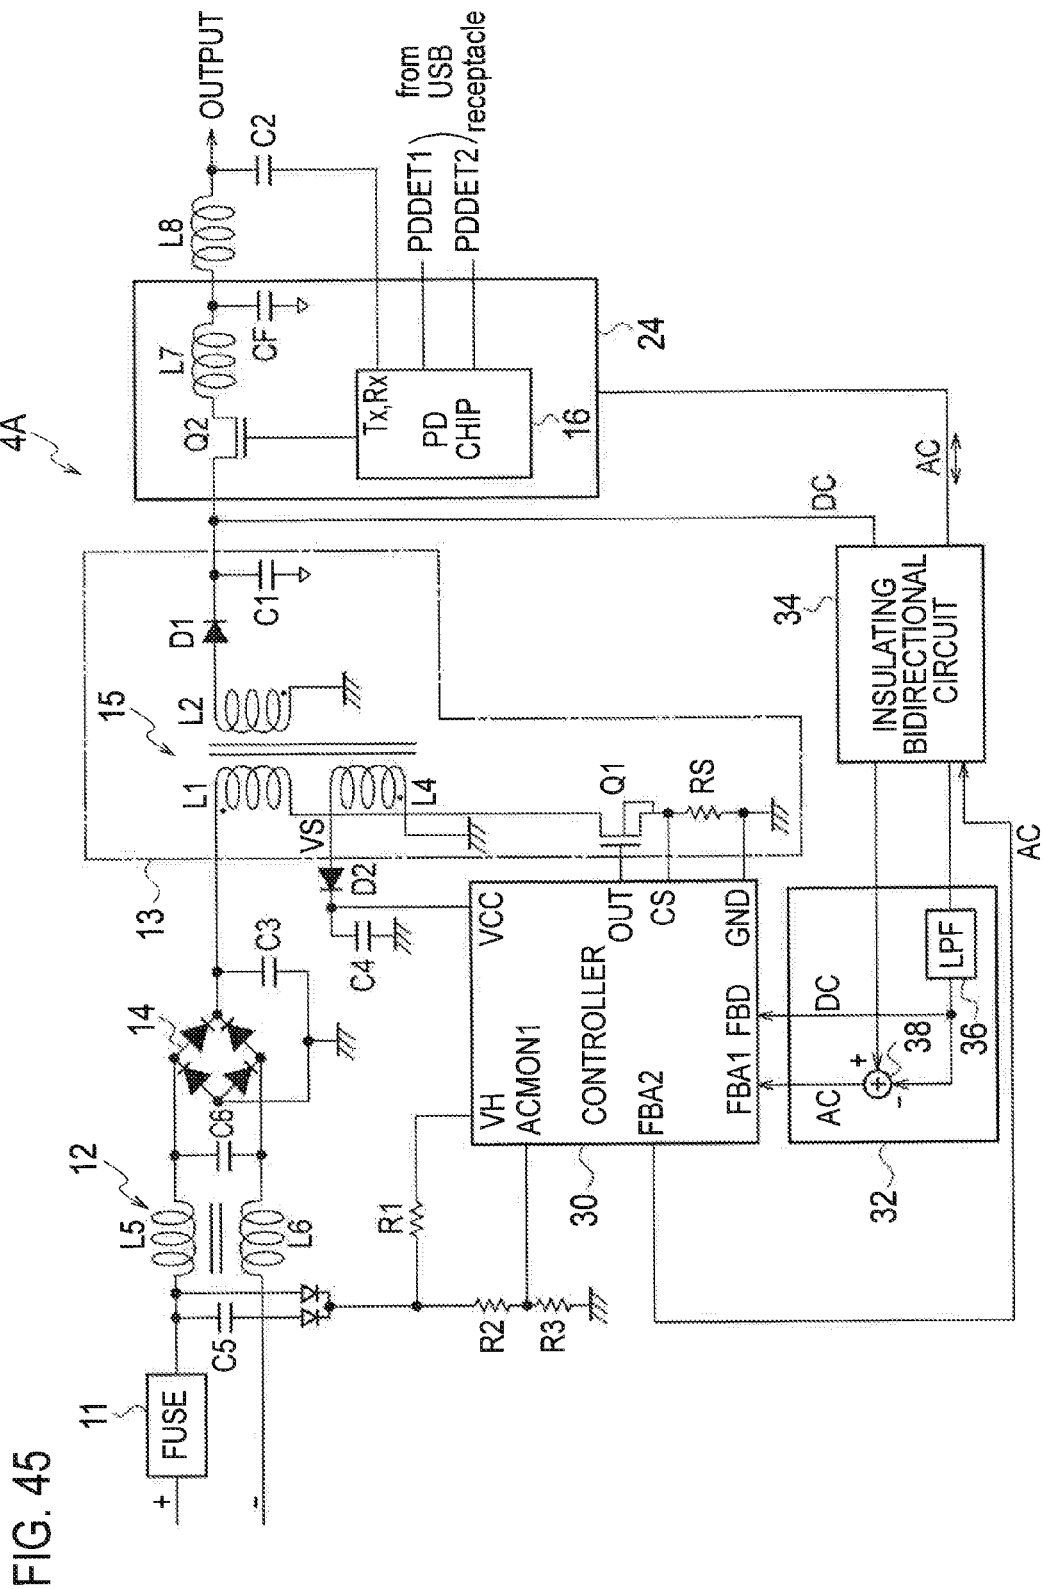 FIG. 45
4A
11
FUSE
+
-
12
L5
L6
C5
C6
14
C3
13
15
L1
L2
L4
VS
D1
D2
C1
C4
Q2
L7
L8
CF
C2
OUTPUT
Tx,Rx
PD
CHIP
16
24
PDDET1
PDDET2
from
USB
receptacle
R1
R2
R3
VH
VCC
ACMON1
CONTROLLER
OUT
CS
GND
FBA2
FBA1
FBD
30
Q1
RS
AC
DC
+
-
38
LPF
36
32
34
INSULATING
BIDIRECTIONAL
CIRCUIT
DC
AC
AC